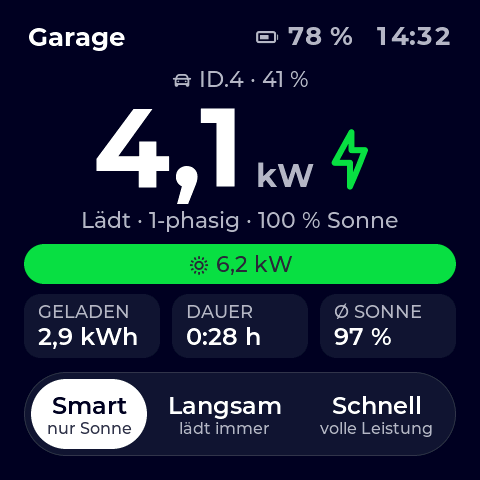 Garage 78 % 14:32
ID.4 · 41 %
4,1 kW
Lädt · 1-phasig · 100 % Sonne
6,2 kW
GELADEN DAUER Ø SONNE
2,9 kWh 0:28 h 97 %
Smart Langsam Schnell
nur Sonne lädt immer volle Leistung